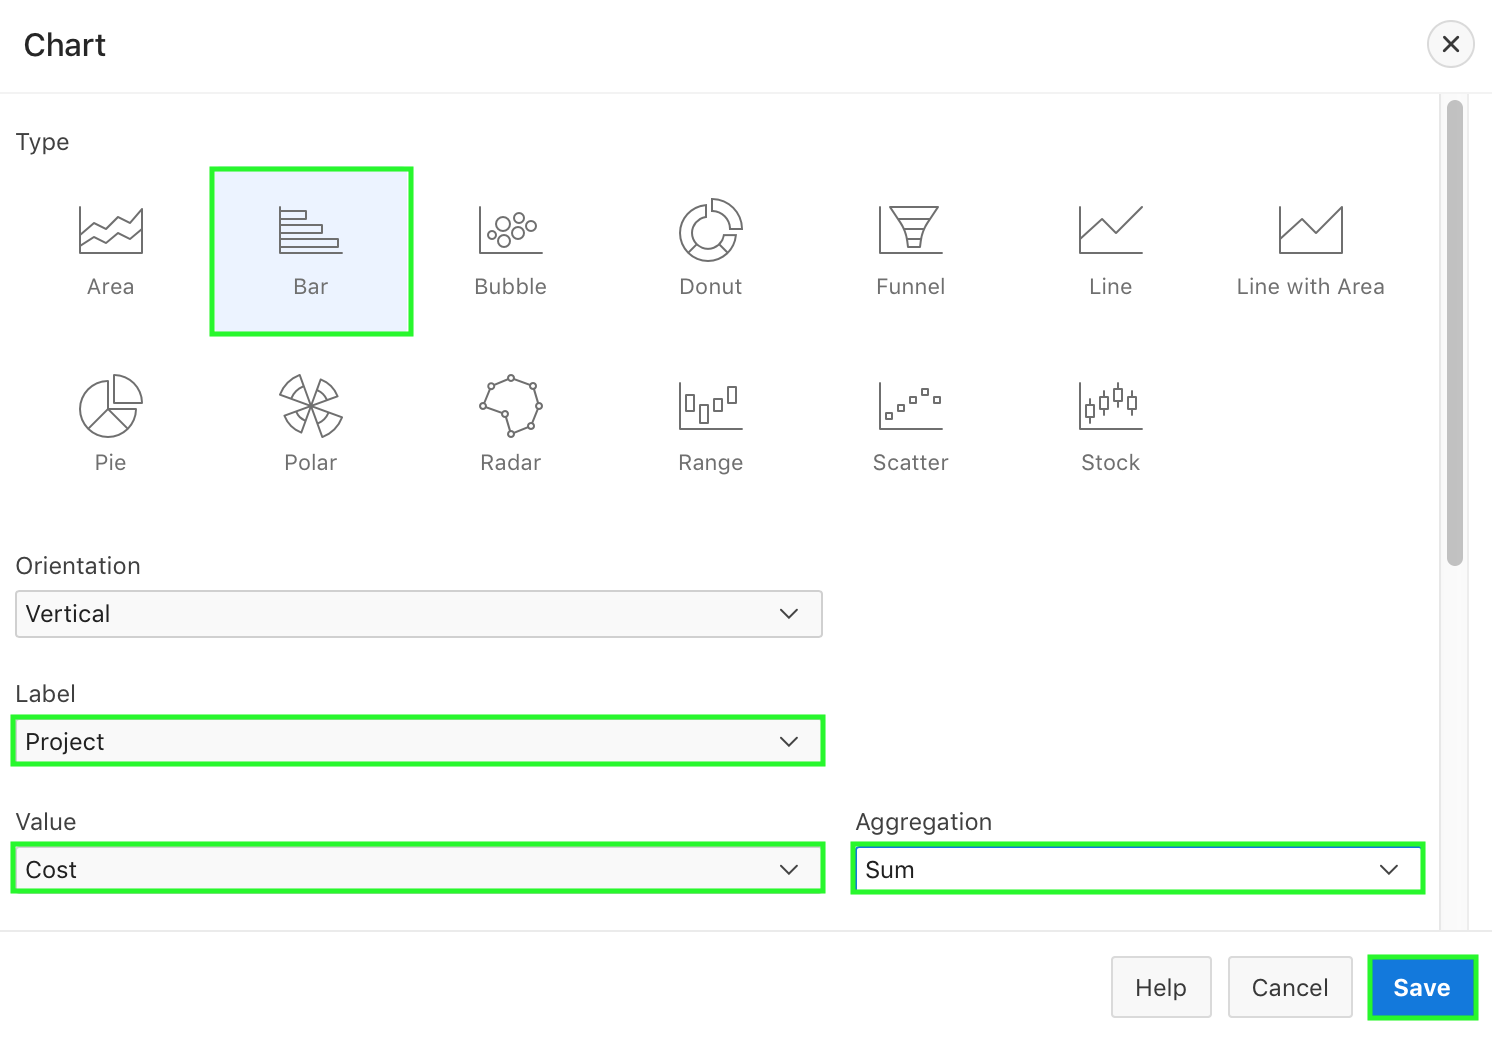 Chart
Type
Area Bar Bubble Donut Funnel Line Line with Area
Pie Polar Radar Range Scatter Stock
Orientation
Vertical
Label
Project
Value Aggregation
Cost Sum
Help Cancel Save